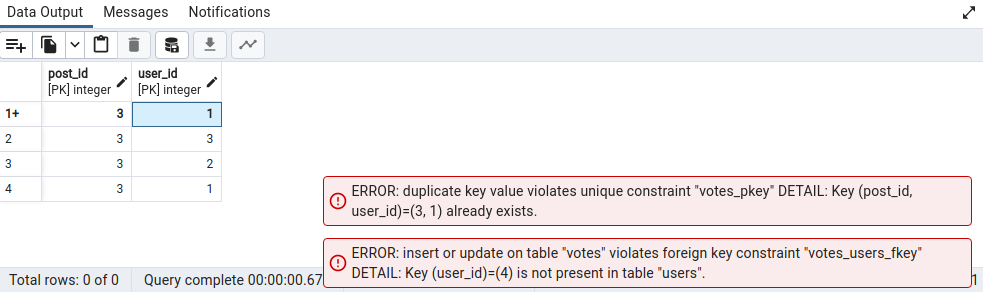 Data Output Messages Notifications
post_id user_id
[PK] integer [PK] integer
1+ 3 1
2 3 3
3 3 2
4 3 1
ERROR: duplicate key value violates unique constraint "votes_pkey" DETAIL: Key (post_id,
user_id)=(3, 1) already exists.
ERROR: insert or update on table "votes" violates foreign key constraint "votes_users_fkey"
DETAIL: Key (user_id)=(4) is not present in table "users".
Total rows: 0 of 0 Query complete 00:00:00.67 1